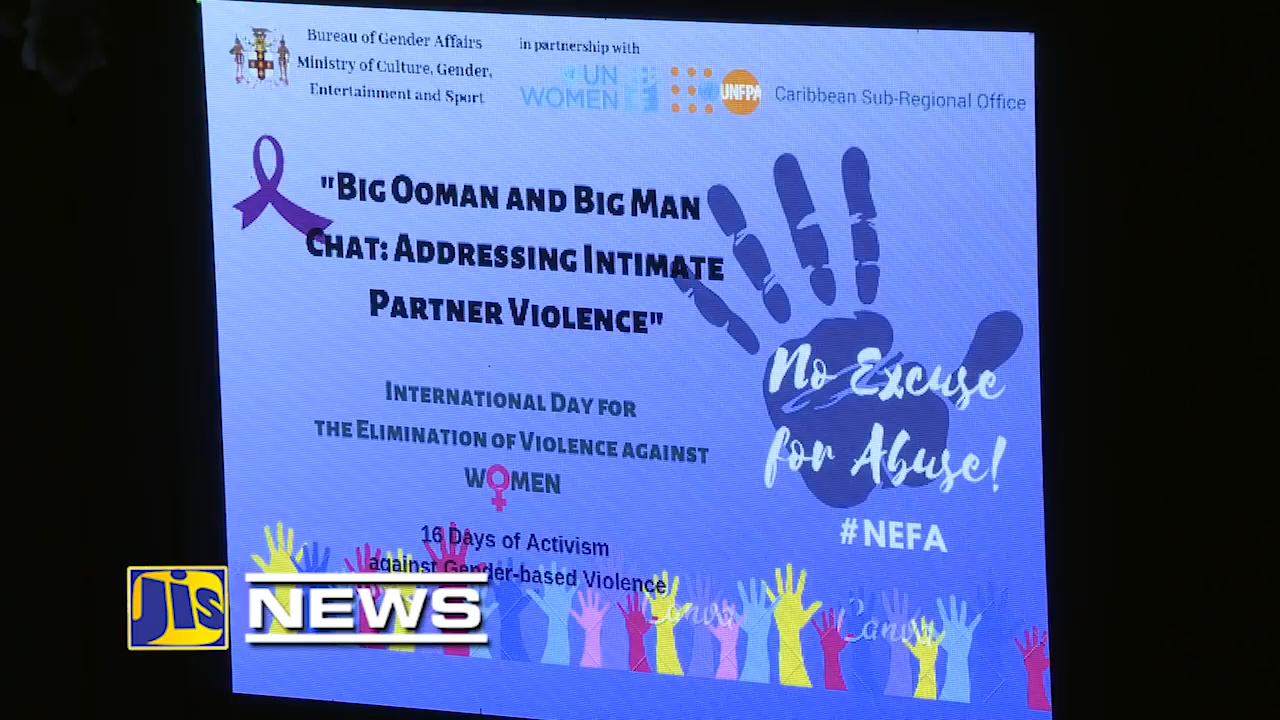 Bureau of Gender Affairs
Ministry of Culture, Gender,
Entertainment and Sport
in partnership with
UN
WOMEN
UNFPA
Caribbean Sub-Regional Office
"Big Ooman and Big Man
Chat: Addressing Intimate
Partner Violence"
International Day for
the Elimination of Violence against
Women
16 Days of Activism
against Gender-based Violence
No Excuse
for Abuse!
#NEFA
Canva
Canva
Jis NEWS